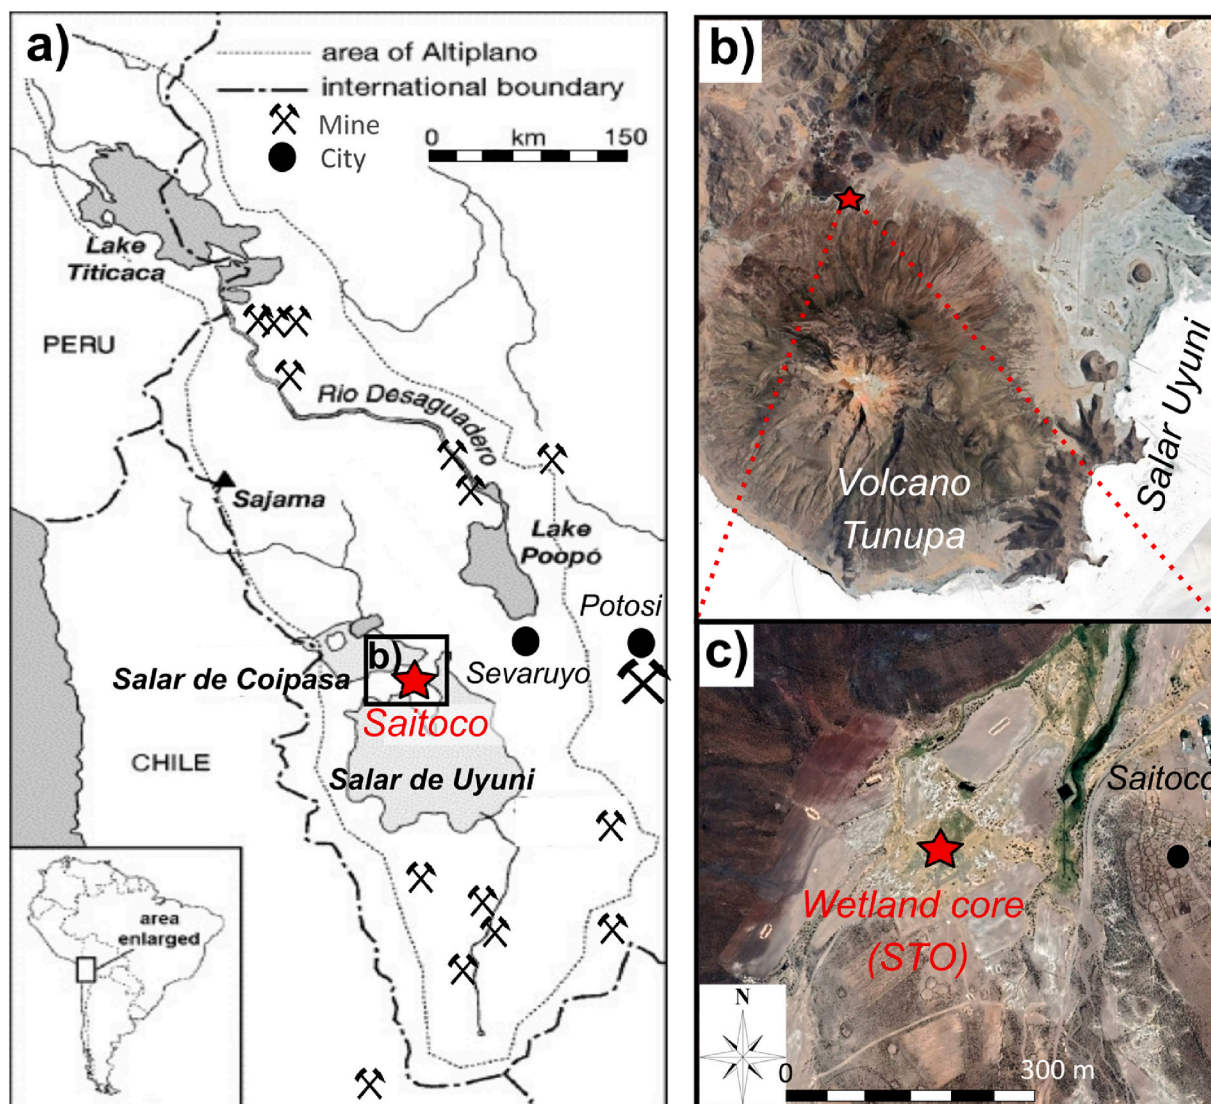 a)
area of Altiplano
international boundary
Mine
City
0 km 150
Lake
Titicaca
PERU
Rio Desaguadero
Sajama
Lake
Poopó
Potosi
b)
Sevaruyo
Salar de Coipasa
Saitoco
CHILE
Salar de Uyuni
area
enlarged
b)
Salar Uyuni
Volcano
Tunupa
c)
Saitoco
Wetland core
(STO)
N
0 300 m